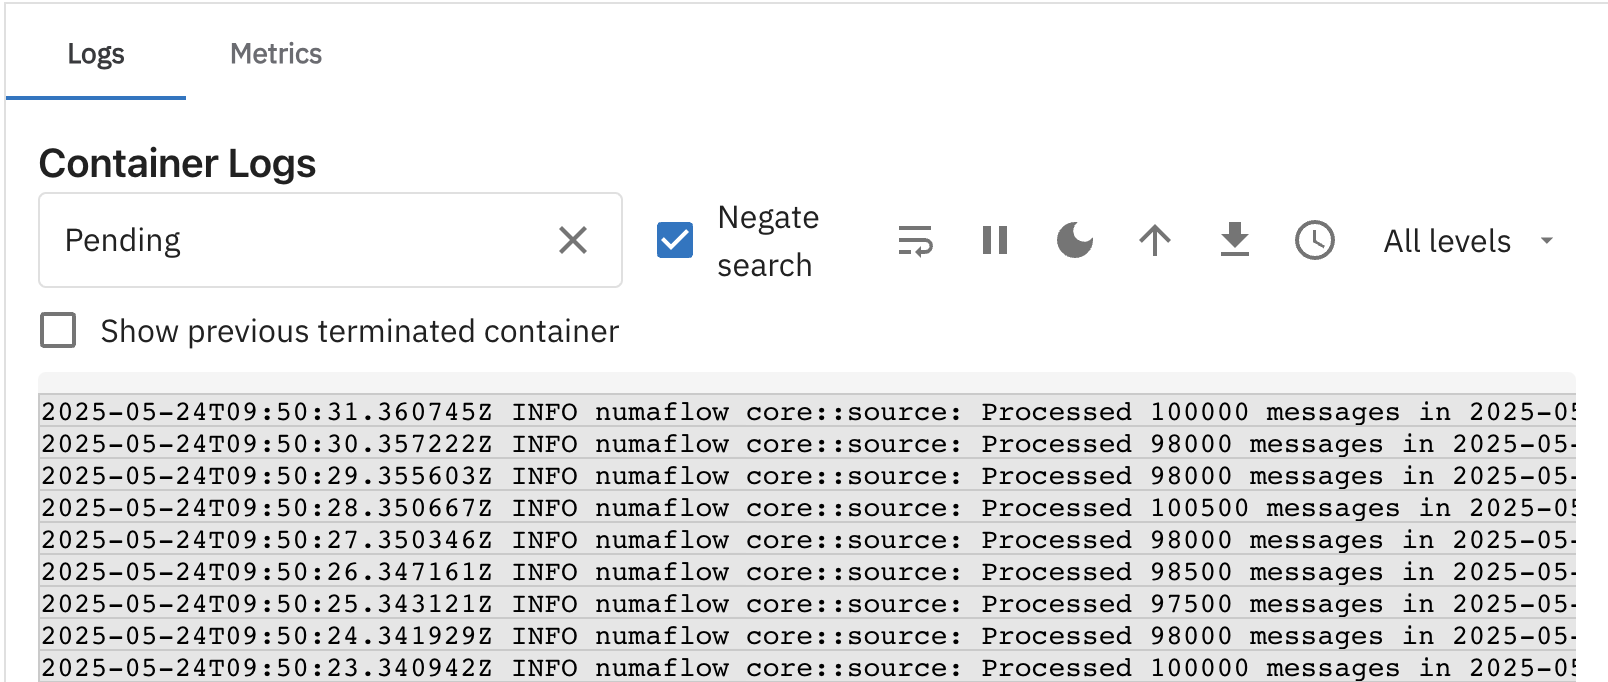 Logs
Metrics
Container Logs
Pending
Negate
search
All levels
Show previous terminated container
2025-05-24T09:50:31.360745Z INFO numaflow core::source: Processed 100000 messages in 2025-05
2025-05-24T09:50:30.357222Z INFO numaflow core::source: Processed 98000 messages in 2025-05-
2025-05-24T09:50:29.355603Z INFO numaflow core::source: Processed 98000 messages in 2025-05-
2025-05-24T09:50:28.350667Z INFO numaflow core::source: Processed 100500 messages in 2025-05
2025-05-24T09:50:27.350346Z INFO numaflow core::source: Processed 98000 messages in 2025-05-
2025-05-24T09:50:26.347161Z INFO numaflow core::source: Processed 98500 messages in 2025-05-
2025-05-24T09:50:25.343121Z INFO numaflow core::source: Processed 97500 messages in 2025-05-
2025-05-24T09:50:24.341929Z INFO numaflow core::source: Processed 98000 messages in 2025-05-
2025-05-24T09:50:23.340942Z INFO numaflow core::source: Processed 100000 messages in 2025-05